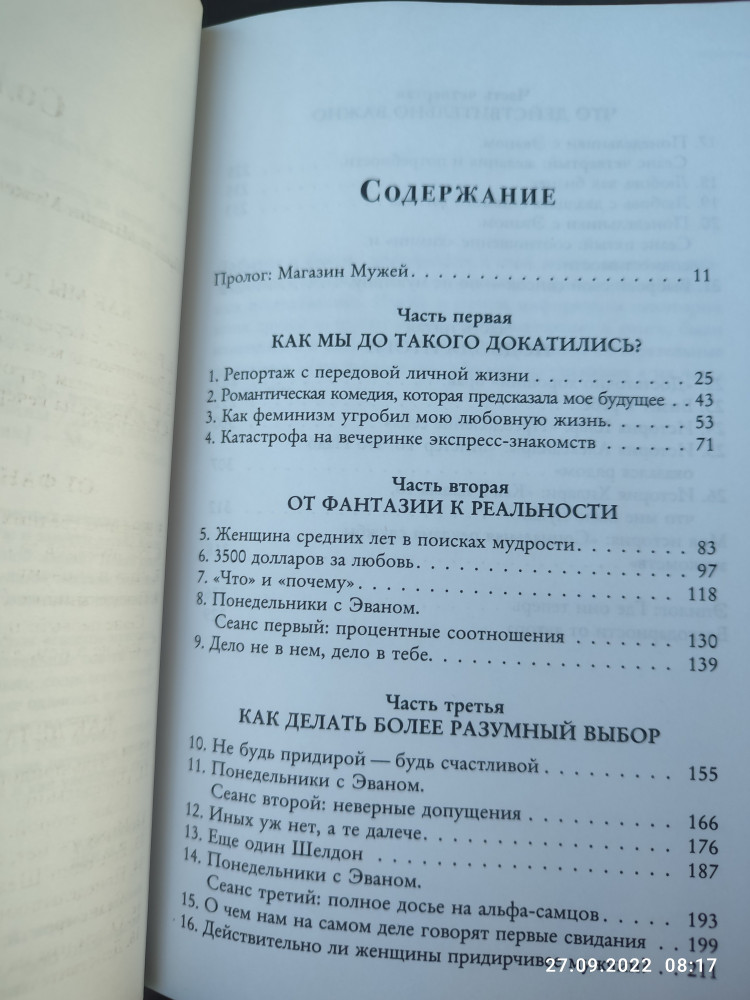 Содержание
Пролог: Магазин Мужей. . . . . . . . . . . . . . . . . . . . . . . . . 11
Часть первая
КАК МЫ ДО ТАКОГО ДОКАТИЛИСЬ?
1. Репортаж с передовой личной жизни . . . . . . . . . . . . 25
2. Романтическая комедия, которая предсказала мое будущее . . 43
3. Как феминизм угробил мою любовную жизнь. . . . . . . 53
4. Катастрофа на вечеринке экспресс-знакомств . . . . . . . 71
Часть вторая
ОТ ФАНТАЗИИ К РЕАЛЬНОСТИ
5. Женщина средних лет в поисках мудрости. . . . . . . . . 83
6. 3500 долларов за любовь. . . . . . . . . . . . . . . . . . . . . . 97
7. «Что» и «почему» . . . . . . . . . . . . . . . . . . . . . . . . . . 118
8. Понедельники с Эваном.
Сеанс первый: процентные соотношения . . . . . . . . 130
9. Дело не в нем, дело в тебе. . . . . . . . . . . . . . . . . . . . 139
Часть третья
КАК ДЕЛАТЬ БОЛЕЕ РАЗУМНЫЙ ВЫБОР
10. Не будь придирой — будь счастливой . . . . . . . . . . . 155
11. Понедельники с Эваном.
Сеанс второй: неверные допущения . . . . . . . . . . . 166
12. Иных уж нет, а те далече. . . . . . . . . . . . . . . . . . . . 176
13. Еще один Шелдон . . . . . . . . . . . . . . . . . . . . . . . . 187
14. Понедельники с Эваном.
Сеанс третий: полное досье на альфа-самцов. . . . . . 193
15. О чем нам на самом деле говорят первые свидания . . 199
16. Действительно ли женщины придирчивее . . 211
27.09.2022 08:17